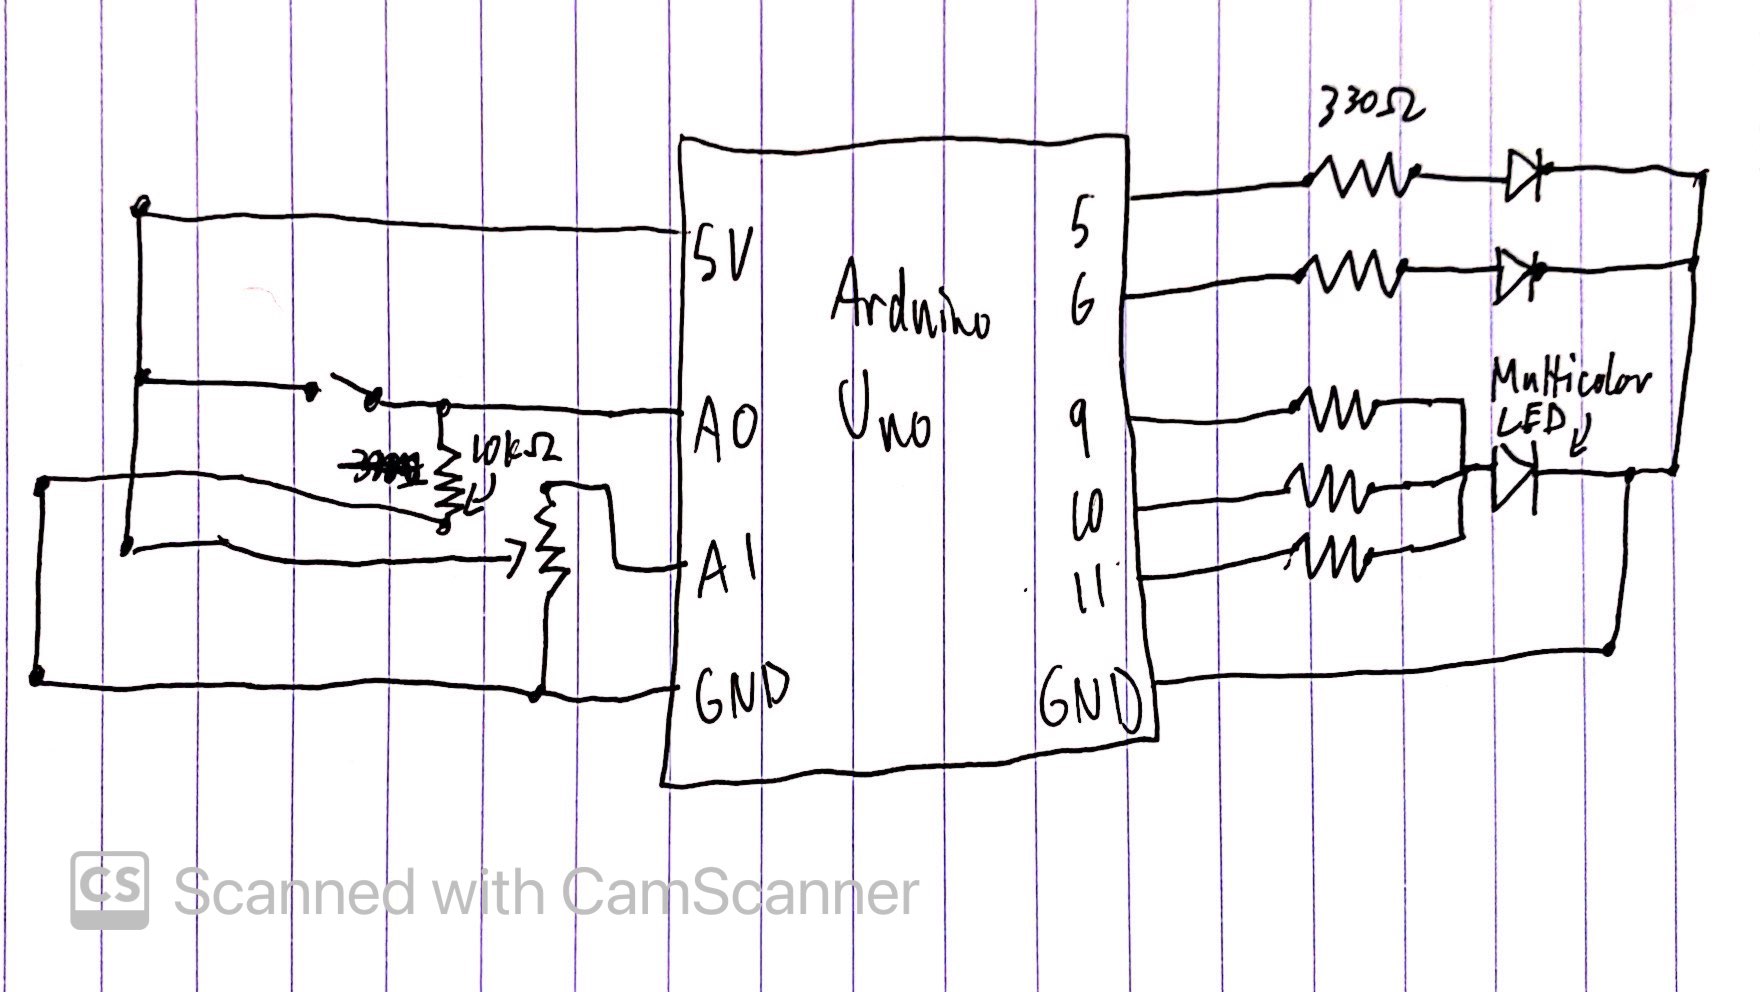 330Ω
5V
5
6
Arduino
Uno
Multicolor
LED
A0
9
10kΩ
10
A1
11
GND
GND
CS Scanned with CamScanner